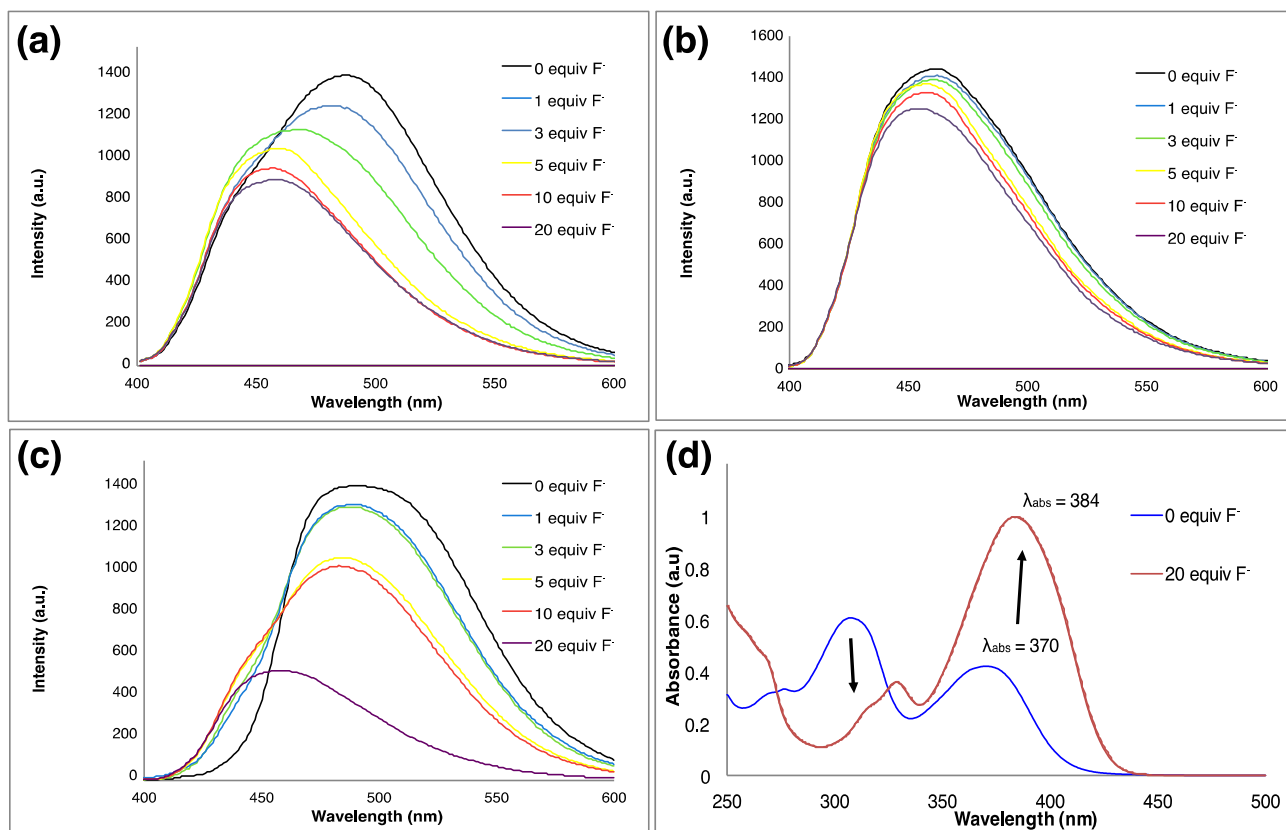 (a)
1400
1200
1000
800
600
400
200
0
Intensity (a.u.)
400
450
500
550
600
Wavelength (nm)
0 equiv F-
1 equiv F-
3 equiv F-
5 equiv F-
10 equiv F-
20 equiv F-
(b)
1600
1400
1200
1000
800
600
400
200
0
Intensity (a.u.)
400
450
500
550
600
Wavelength (nm)
0 equiv F-
1 equiv F-
3 equiv F-
5 equiv F-
10 equiv F-
20 equiv F-
(c)
1400
1200
1000
800
600
400
200
0
Intensity (a.u.)
400
450
500
550
600
Wavelength (nm)
0 equiv F-
1 equiv F-
3 equiv F-
5 equiv F-
10 equiv F-
20 equiv F-
(d)
1
0.8
0.6
0.4
0.2
0
Absorbance (a.u)
250
300
350
400
450
500
Wavelength (nm)
λabs = 384
λabs = 370
0 equiv F-
20 equiv F-